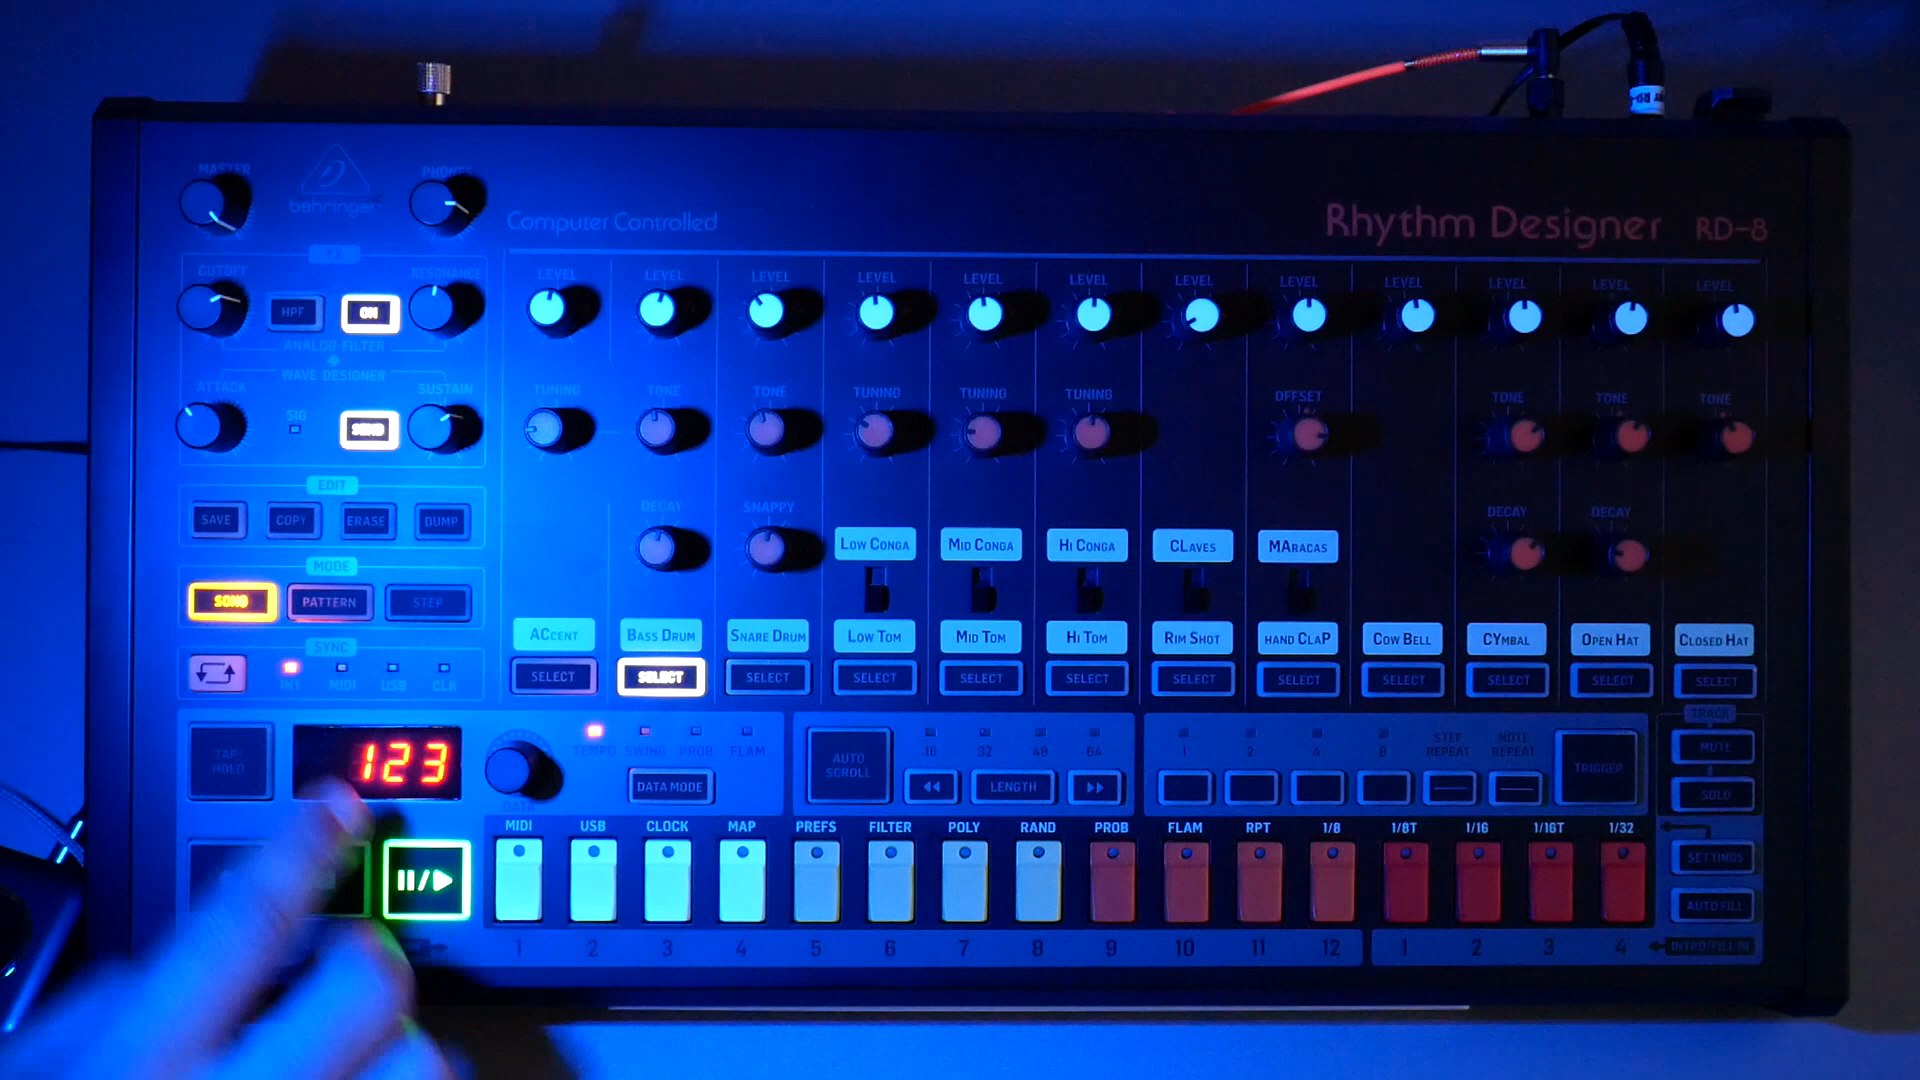 MASTER
PHONES
behringer
Computer Controlled
Rhythm Designer RD-8
FX
CUTOFF
HPF
ON
RESONANCE
ANALOG FILTER
WAVE DESIGNER
ATTACK
SIG
SEND
SUSTAIN
LEVEL LEVEL LEVEL LEVEL LEVEL LEVEL LEVEL LEVEL LEVEL LEVEL LEVEL LEVEL
TUNING TONE TONE TUNING TUNING TUNING OFFSET TONE TONE TONE
DECAY SNAPPY DECAY DECAY
LOW CONGA MID CONGA HI CONGA CLAVES MARACAS
EDIT
SAVE COPY ERASE DUMP
MODE
SONG PATTERN STEP
ACCENT BASS DRUM SNARE DRUM LOW TOM MID TOM HI TOM RIM SHOT HAND CLAP COW BELL CYMBAL OPEN HAT CLOSED HAT
SELECT SELECT SELECT SELECT SELECT SELECT SELECT SELECT SELECT SELECT SELECT SELECT
SYNC
INT MIDI USB CLK
TAP/
HOLD
123
DATA
TEMPO SWING PROB FLAM
DATA MODE
AUTO
SCROLL
16 32 48 64
LENGTH
1 2 4 8
STEP
REPEAT
NOTE
REPEAT
TRIGGER
TRACK
MUTE
SOLO
MIDI USB CLOCK MAP PREFS FILTER POLY RAND PROB FLAM RPT 1/8 1/8T 1/16 1/16T 1/32
SETTINGS
AUTO FILL
1 2 3 4 5 6 7 8 9 10 11 12 1 2 3 4
INTRO/FILL IN